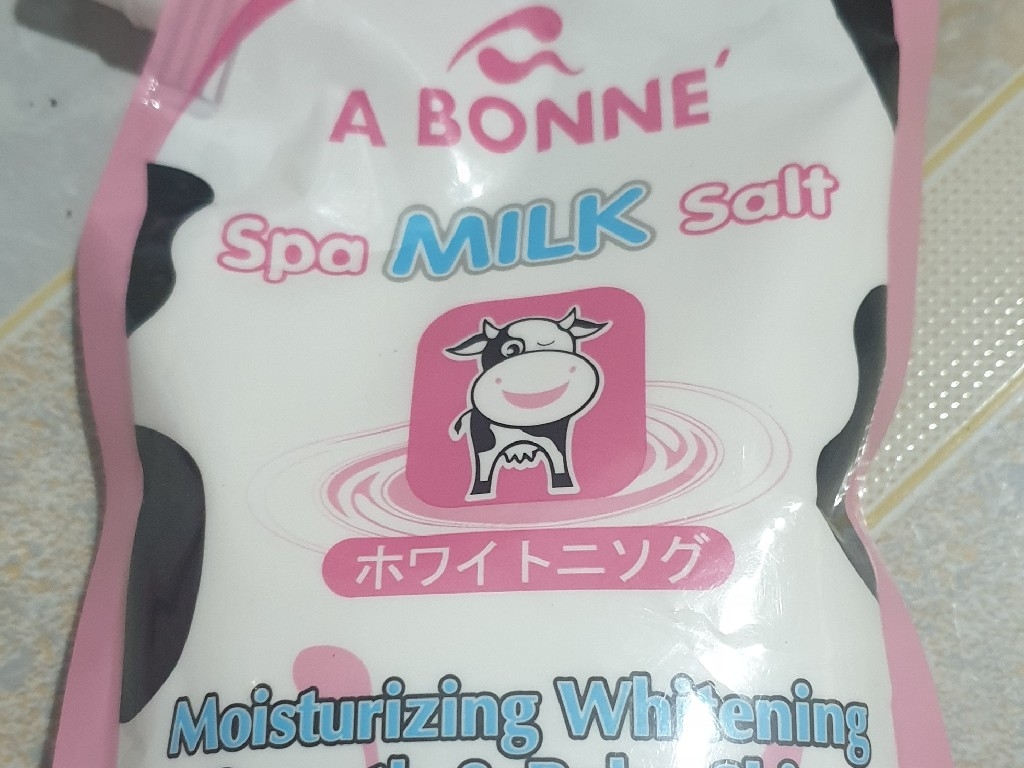 A BONNE´
Spa MILK Salt
ホワイトニソグ
Moisturizing Whitening